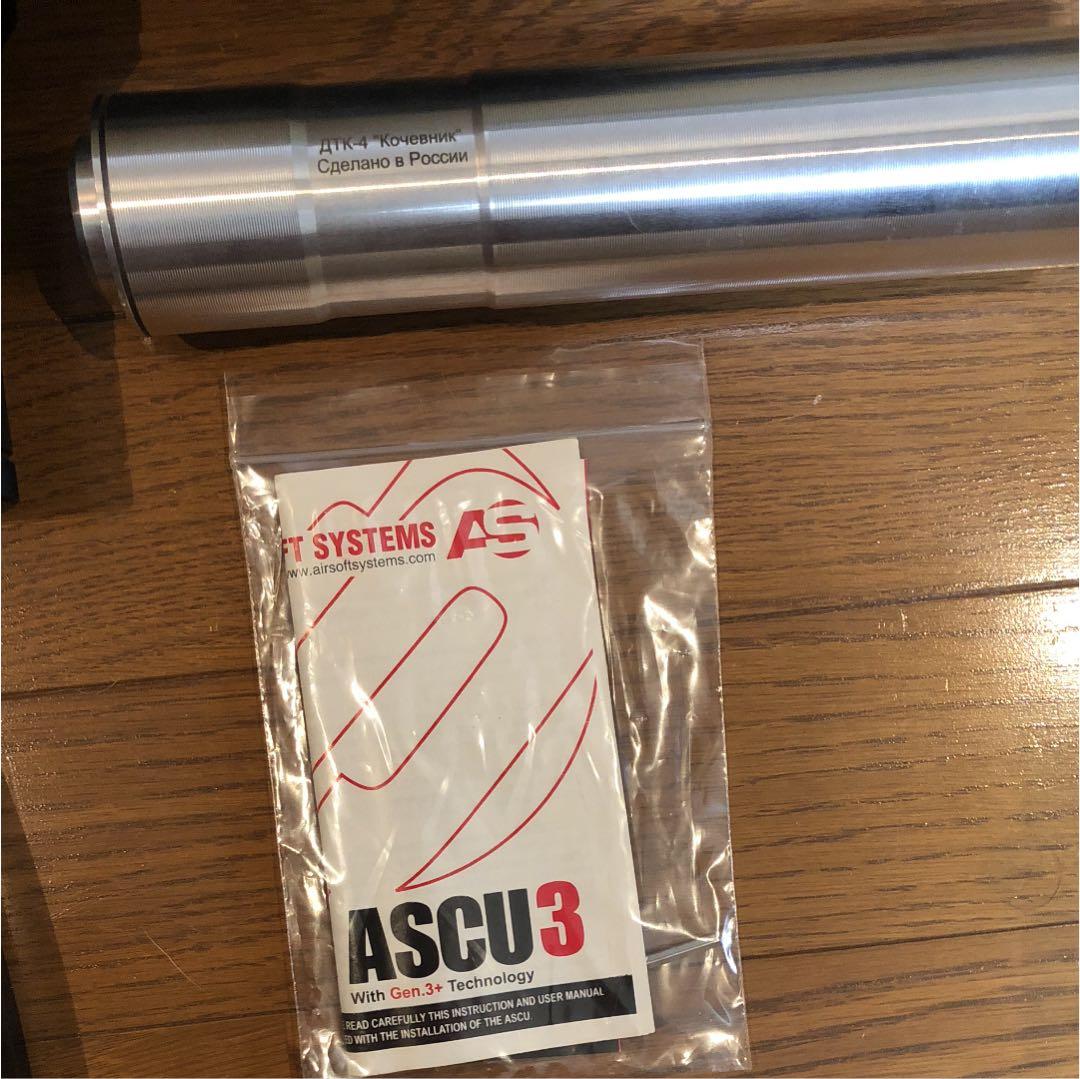 ДТК-4 "Кочевник"
Сделано в России
FT SYSTEMS AS
www.airsoftsystems.com
ASCU3
With Gen.3+ Technology
READ CAREFULLY THIS INSTRUCTION AND USER MANUAL
ED WITH THE INSTALLATION OF THE ASCU.